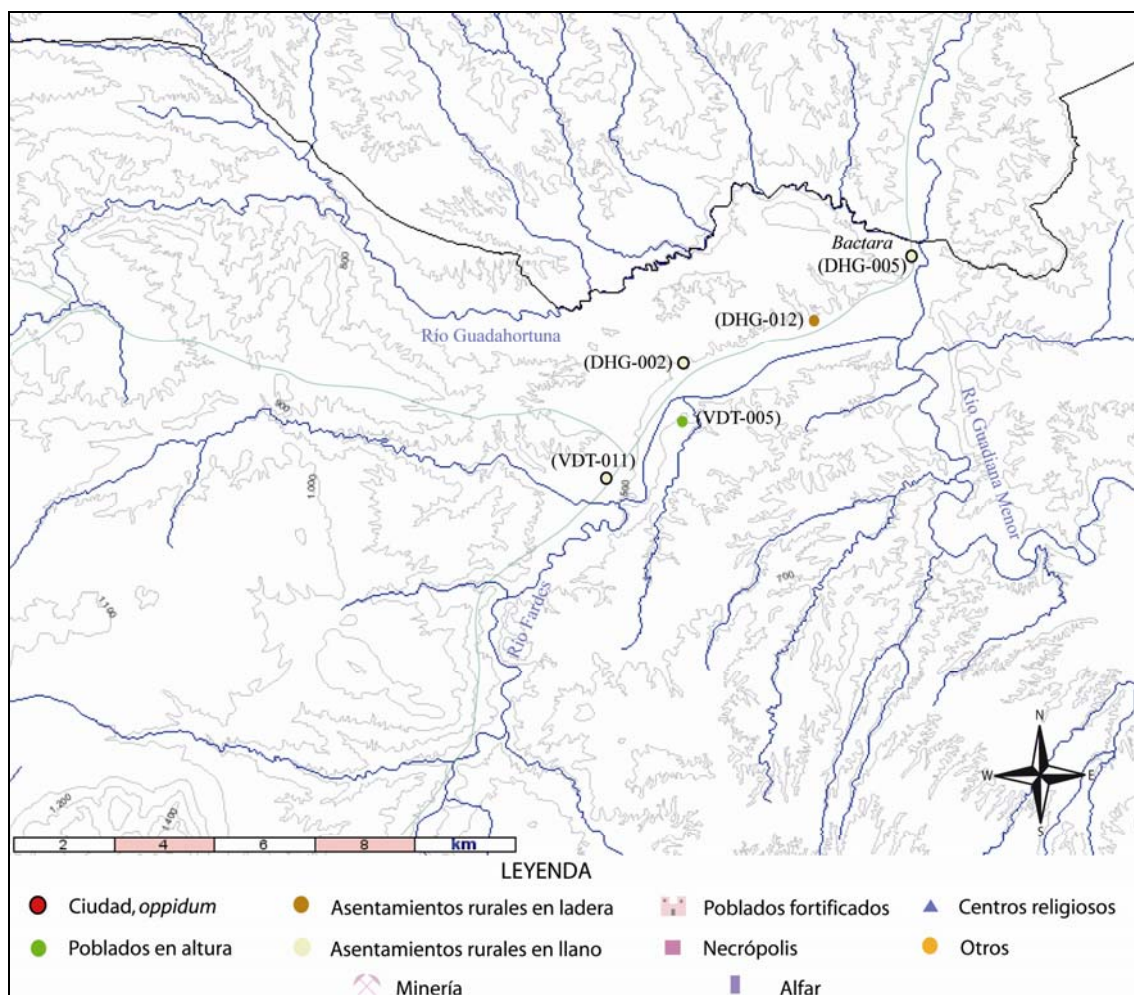 Bactara
(DHG-005)
800
(DHG-012)
Río Guadahortuna
(DHG-002)
900
(VDT-005)
Río Guadiana Menor
(VDT-011)
1.000
600
700
1.100
Río Fardes
N
W
E
S
1.200
1.400
2
4
6
8
km
LEYENDA
Ciudad, oppidum
Asentamientos rurales en ladera
Poblados fortificados
Centros religiosos
Poblados en altura
Asentamientos rurales en llano
Necrópolis
Otros
Minería
Alfar